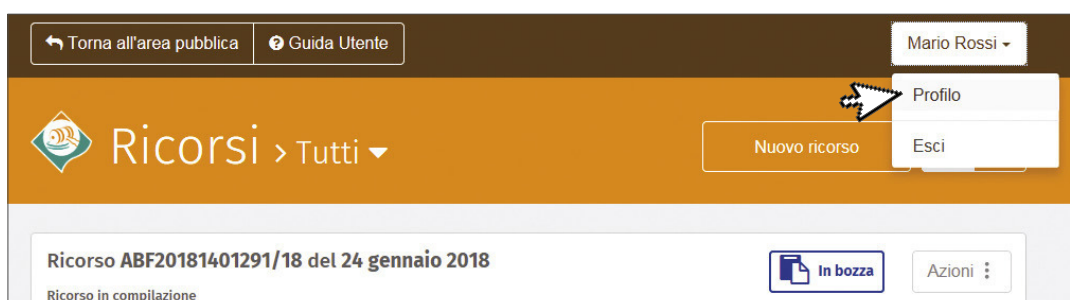 Torna all'area pubblica Guida Utente Mario Rossi
Profilo
Ricorsi > Tutti Nuovo ricorso Esci
Ricorso ABF20181401291/18 del 24 gennaio 2018 In bozza Azioni
Ricorso in compilazione